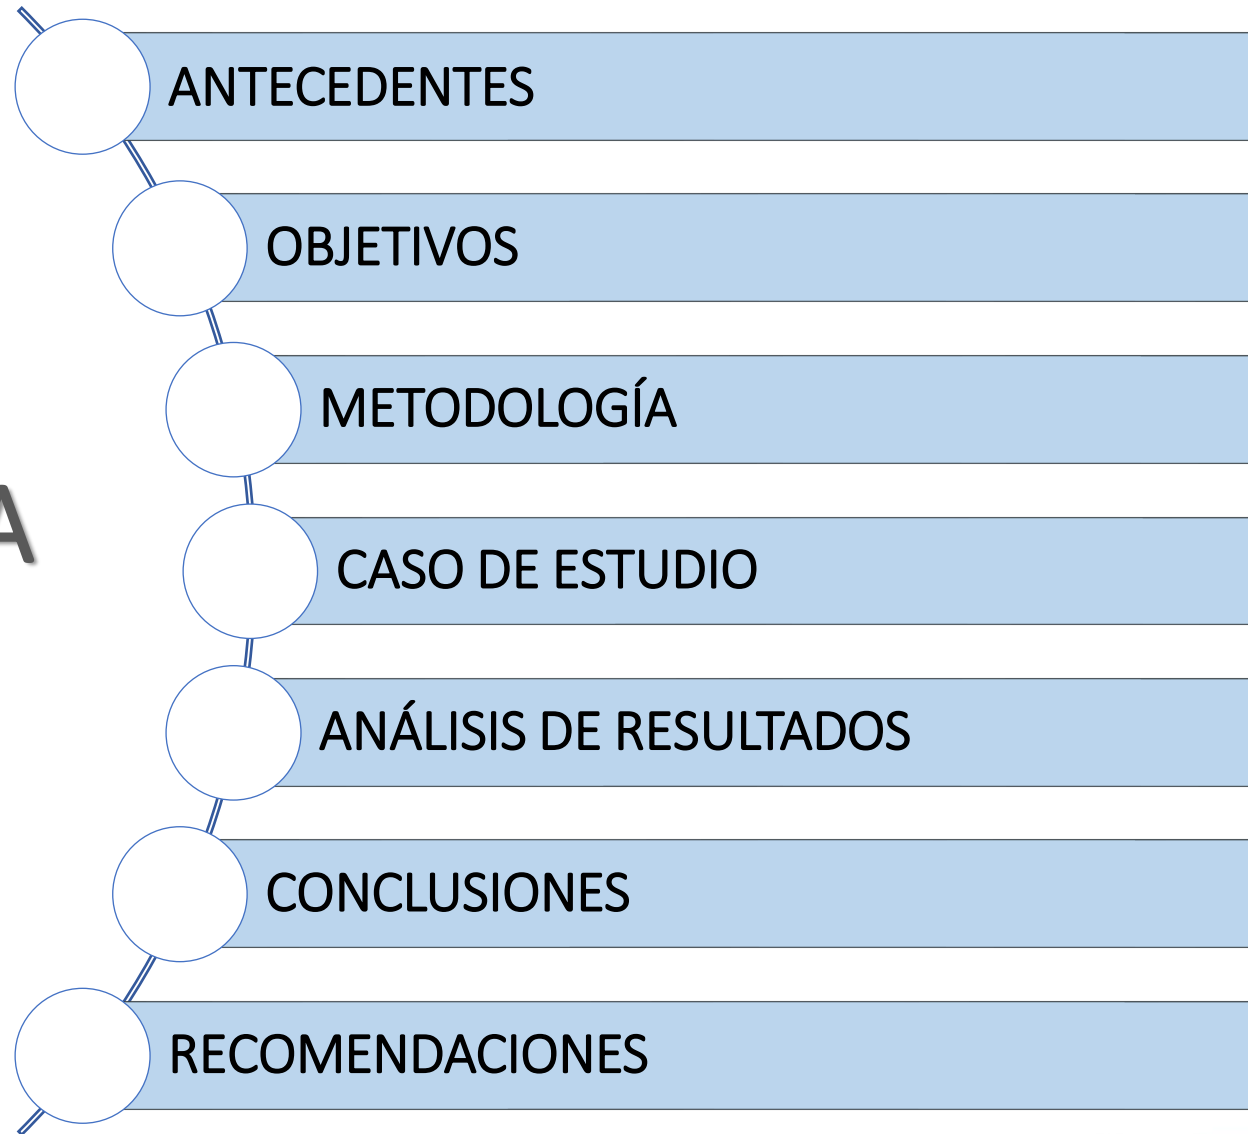 ANTECEDENTES
OBJETIVOS
METODOLOGÍA
A
CASO DE ESTUDIO
ANÁLISIS DE RESULTADOS
CONCLUSIONES
RECOMENDACIONES